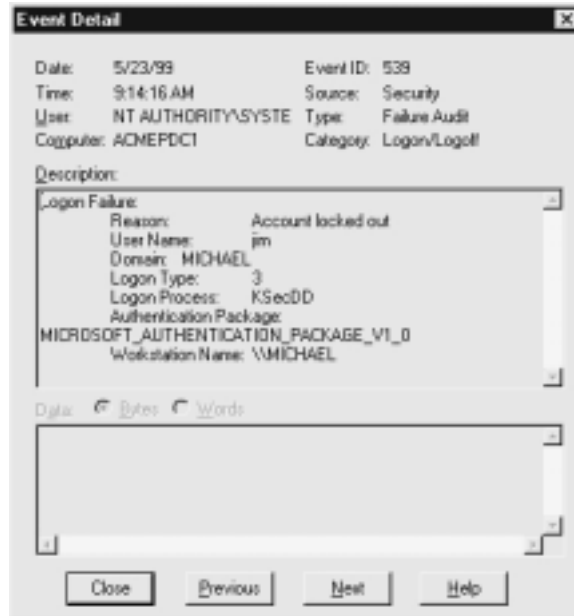 Event Detail
Date: 5/23/99 Event ID: 539
Time: 9:14:16 AM Source: Security
User: NT AUTHORITY\SYSTE Type: Failure Audit
Computer: ACMEPDC1 Category: Logon/Logoff
Description:
Logon Failure:
Reason: Account locked out
User Name: jim
Domain: MICHAEL
Logon Type: 3
Logon Process: KSecDD
Authentication Package:
MICROSOFT_AUTHENTICATION_PACKAGE_V1_0
Workstation Name: \\MICHAEL
Data: Bytes Words
Close Previous Next Help